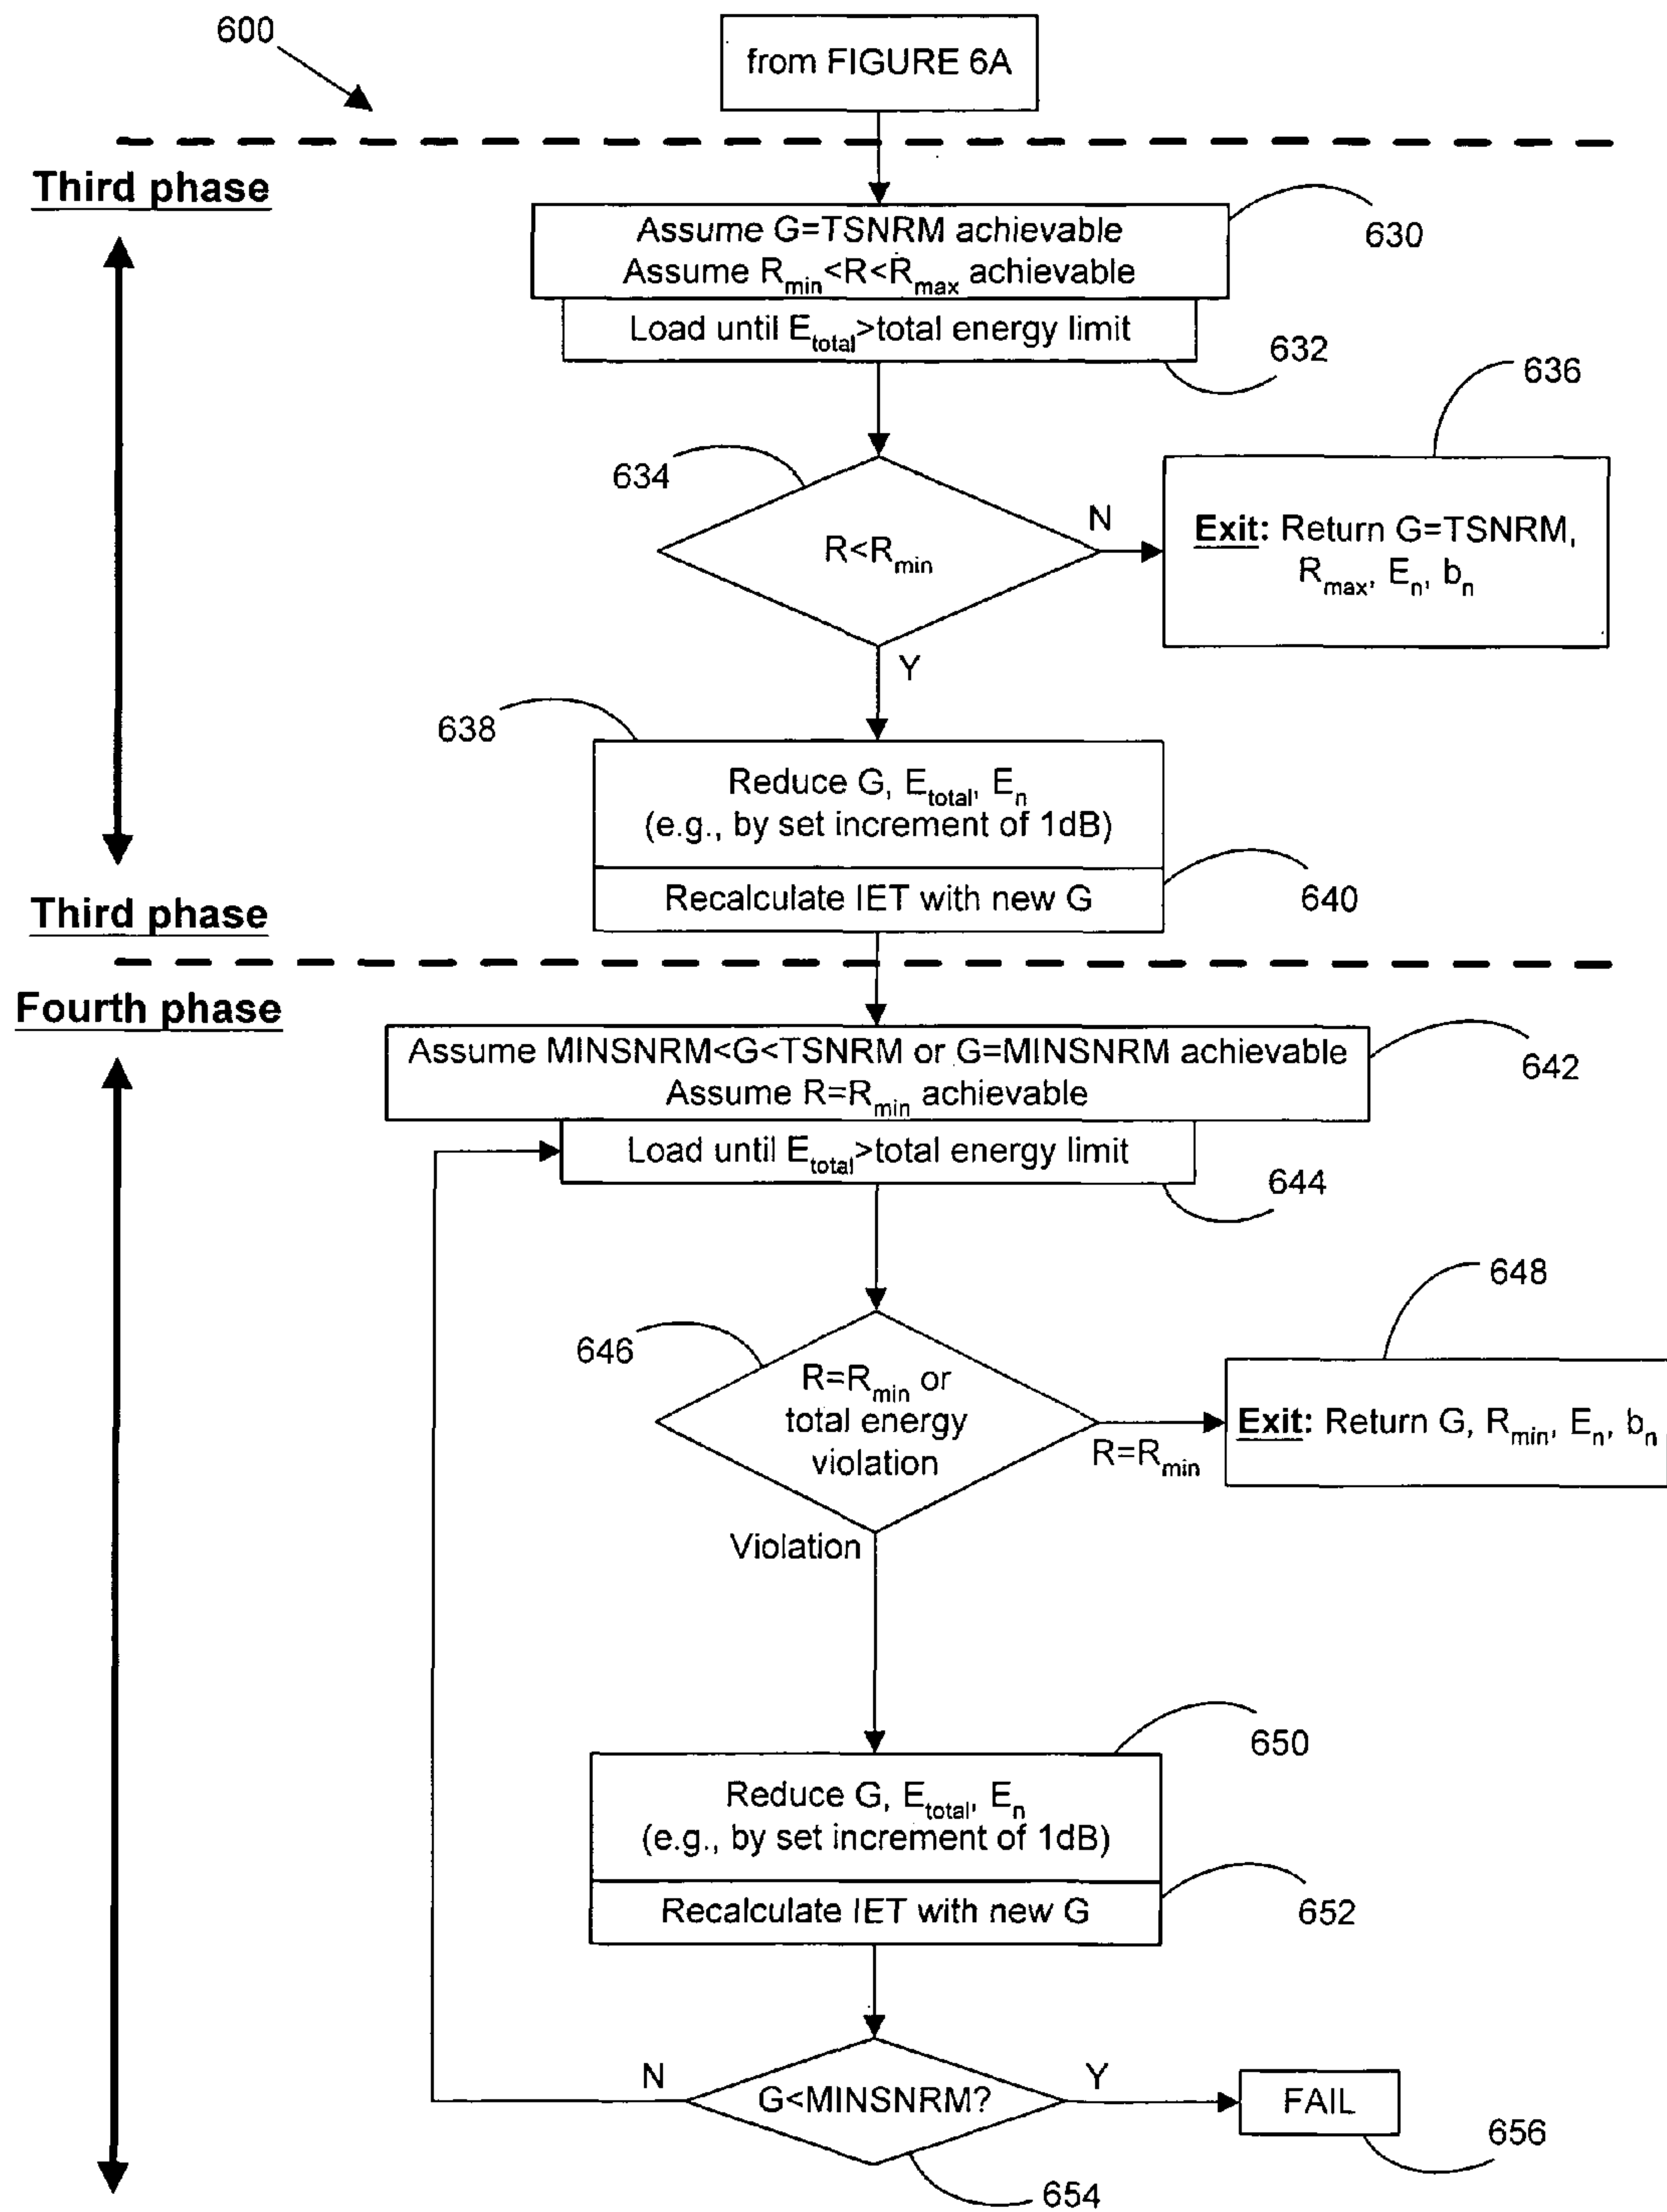 600
from FIGURE 6A
Third phase
Assume G=TSNRM achievable
Assume Rmin<R<Rmax achievable
630
Load until Etotal>total energy limit
632
636
634
R<Rmin
N
Exit: Return G=TSNRM,
Rmax, En, bn
Y
638
Reduce G, Etotal, En
(e.g., by set increment of 1dB)
Recalculate IET with new G
640
Third phase
Fourth phase
Assume MINSNRM<G<TSNRM or G=MINSNRM achievable
Assume R=Rmin achievable
642
Load until Etotal>total energy limit
644
648
646
R=Rmin or
total energy
violation
R=Rmin
Exit: Return G, Rmin, En, bn
Violation
650
Reduce G, Etotal, En
(e.g., by set increment of 1dB)
Recalculate IET with new G
652
N
G<MINSNRM?
Y
FAIL
656
654